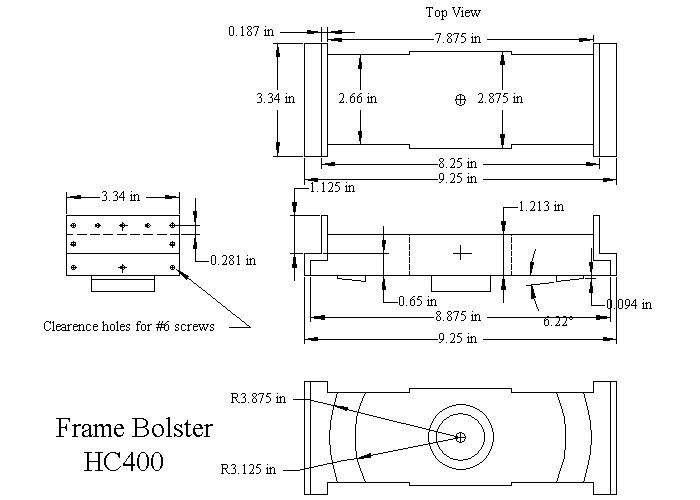 Top View
0.187 in
7.875 in
3.34 in
2.66 in
2.875 in
8.25 in
9.25 in
1.125 in
3.34 in
1.213 in
0.281 in
0.65 in
0.094 in
8.875 in
6.22°
Clearence holes for #6 screws
9.25 in
R3.875 in
Frame Bolster
HC400
R3.125 in